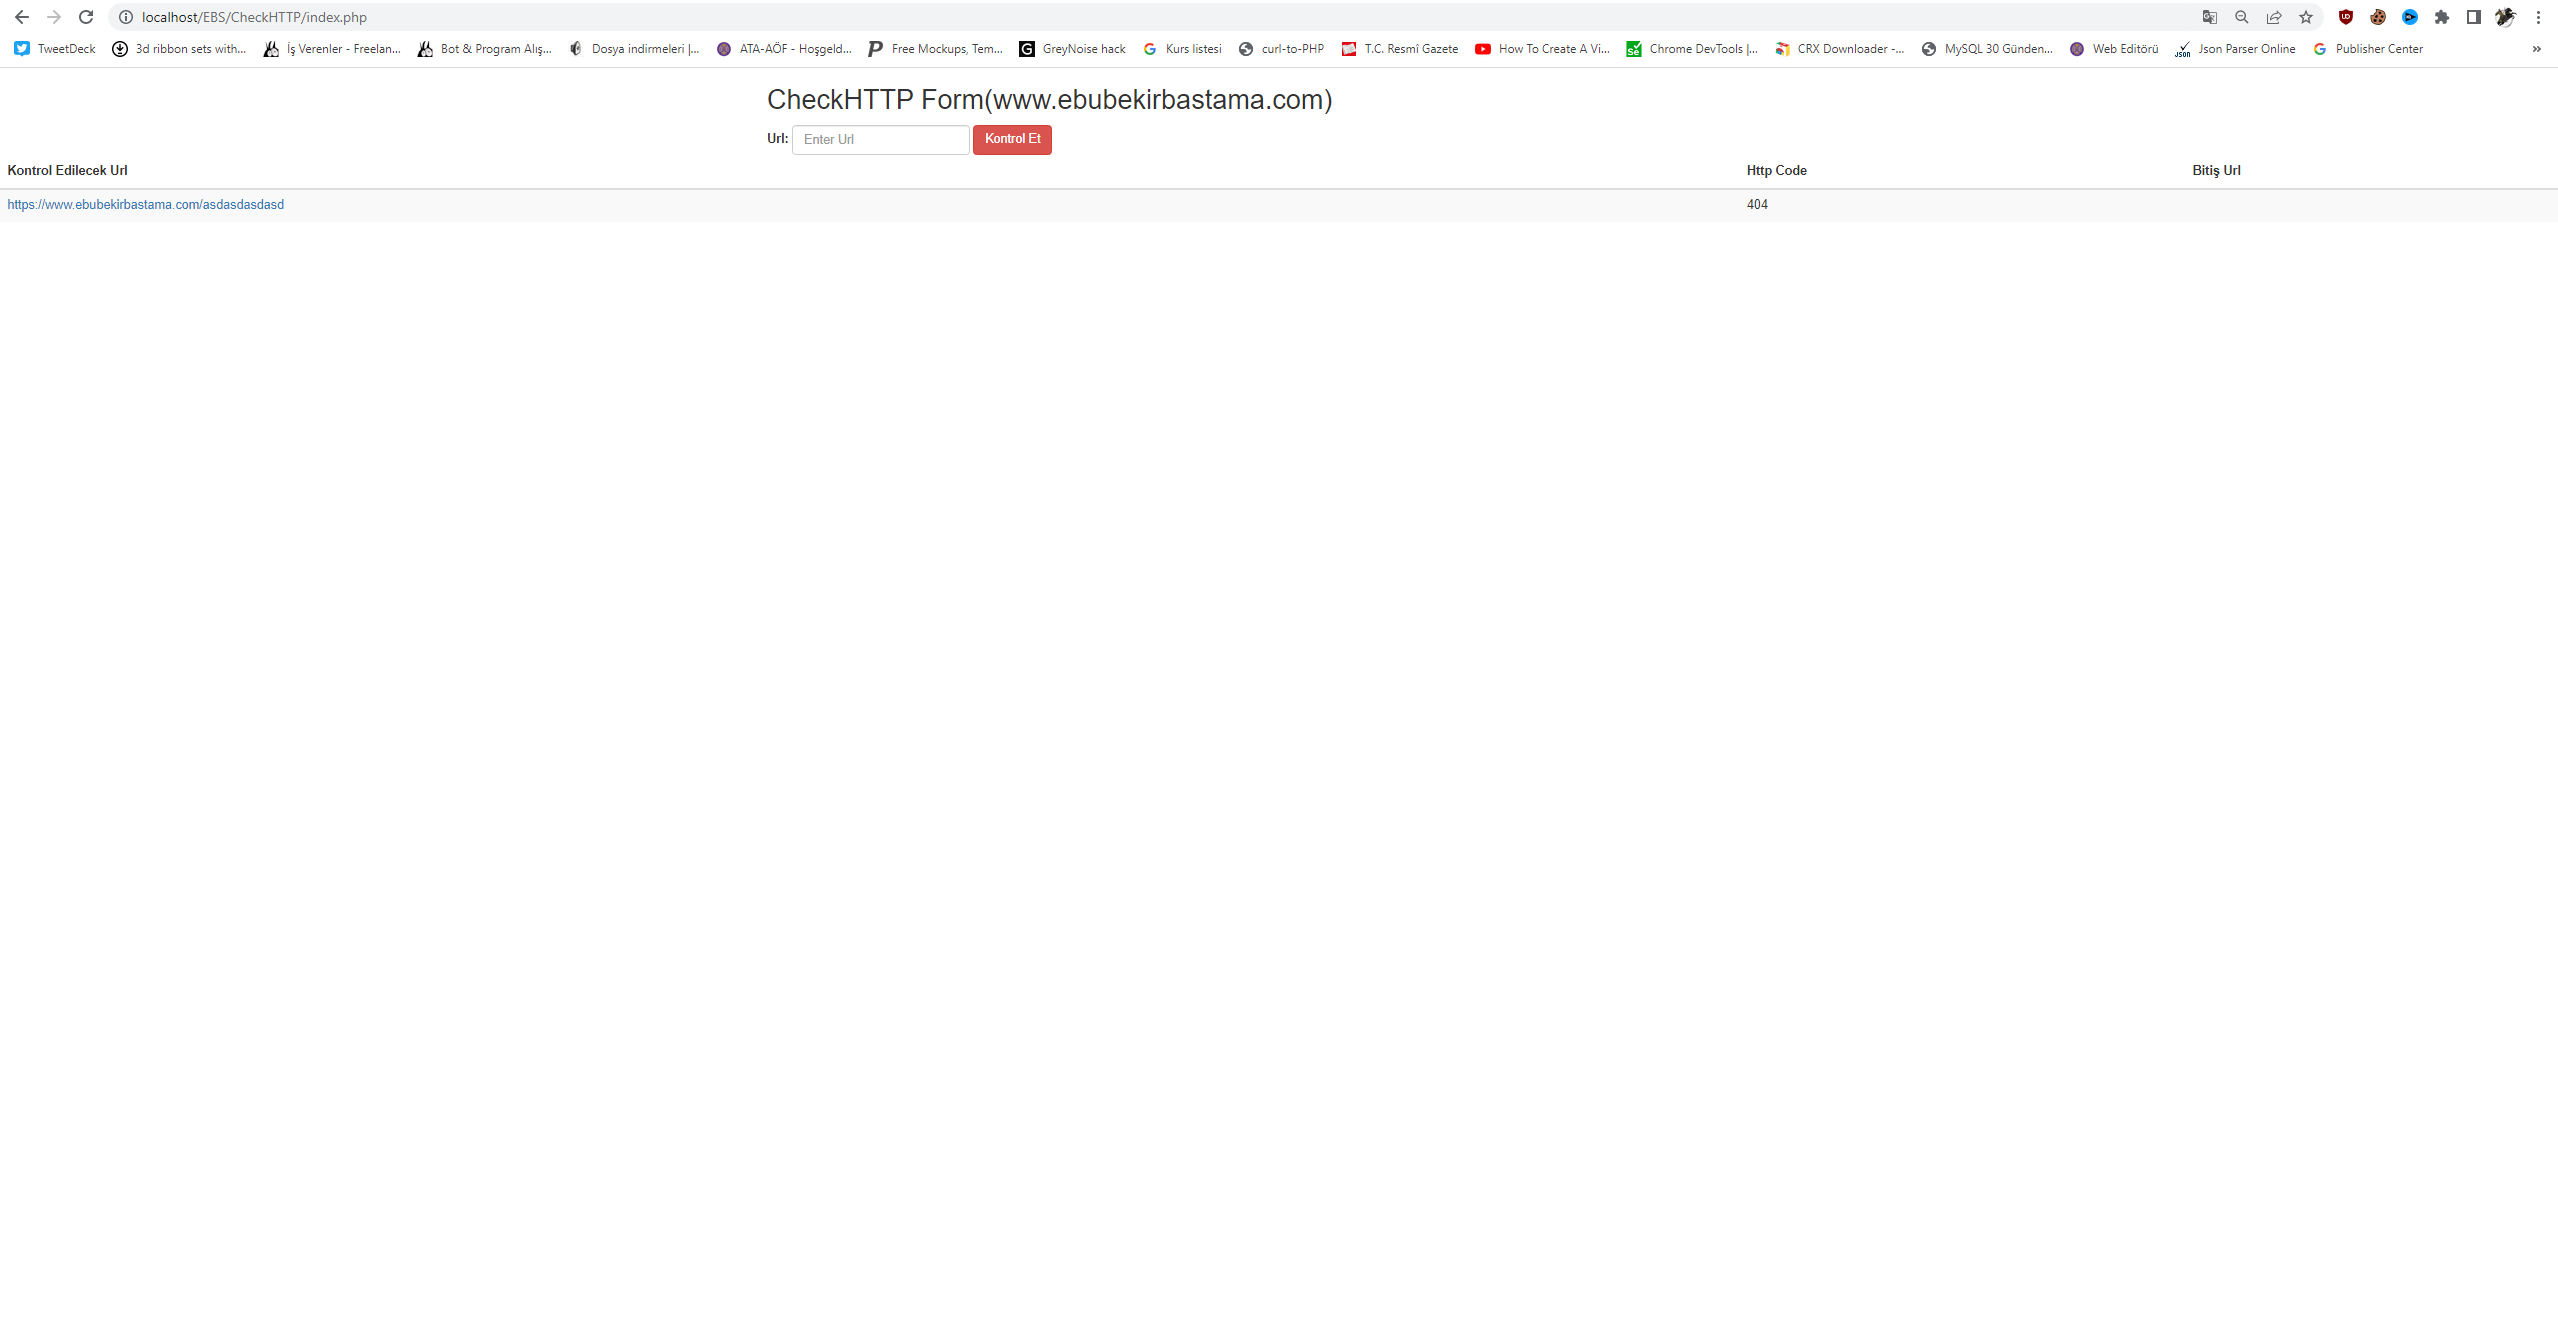 localhost/EBS/CheckHTTP/index.php
TweetDeck 3d ribbon sets with... İş Verenler - Freelan... Bot & Program Alış... Dosya indirmeleri |... ATA-AÖF - Hoşgeld... Free Mockups, Tem... GreyNoise hack Kurs listesi curl-to-PHP T.C. Resmî Gazete How To Create A Vi... Chrome DevTools |... CRX Downloader -... MySQL 30 Günden... Web Editörü Json Parser Online Publisher Center »
CheckHTTP Form(www.ebubekirbastama.com)
Url: Enter Url Kontrol Et
Kontrol Edilecek Url Http Code Bitiş Url
https://www.ebubekirbastama.com/asdasdasdasd 404